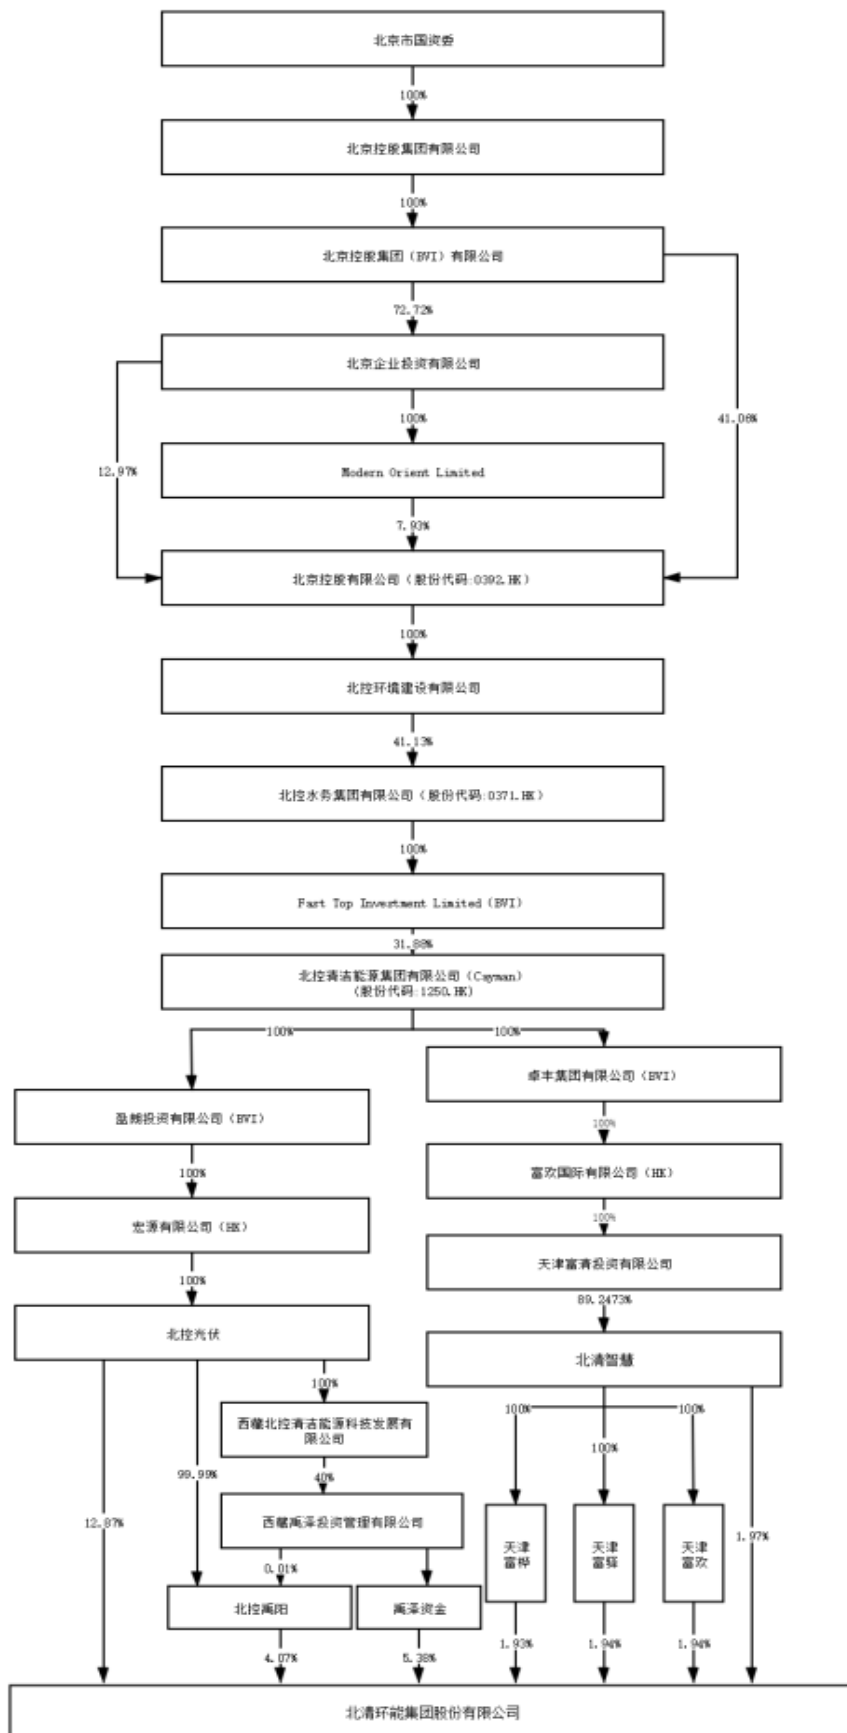 北京市国资委
100%
北京控股集团有限公司
100%
北京控股集团（BVI）有限公司
72.72%
北京企业投资有限公司
100%
41.06%
12.97%
Modern Orient Limited
7.93%
北京控股有限公司（股份代码:0392.HK）
100%
北控环境建设有限公司
41.13%
北控水务集团有限公司（股份代码:0371.HK）
100%
Fast Top Investment Limited（BVI）
31.88%
北控清洁能源集团有限公司（Cayman）
（股份代码:1250.HK）
100%
100%
卓丰集团有限公司（BVI）
盈朗投资有限公司（BVI）
100%
100%
富欢国际有限公司（HK）
宏源有限公司（HK）
100%
天津富清投资有限公司
100%
89.2473%
北控光伏
北清智慧
100%
西藏北控清洁能源科技发展有
限公司
100%
100%
100%
99.99%
40%
西藏禹泽投资管理有限公司
12.87%
1.97%
天津
富桦
天津
富驿
天津
富欢
0.01%
北控禹阳
禹泽资金
4.07%
5.38%
1.93%
1.94%
1.94%
北清环能集团股份有限公司